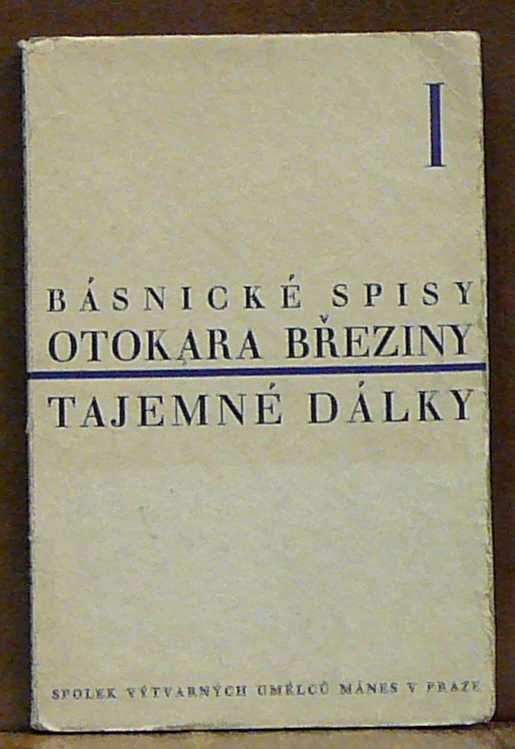 I
BÁSNICKÉ SPISY
OTOKARA BŘEZINY
TAJEMNÉ DÁLKY
SPOLEK VÝTVARNÝCH UMĚLCŮ MÁNES V PRAZE